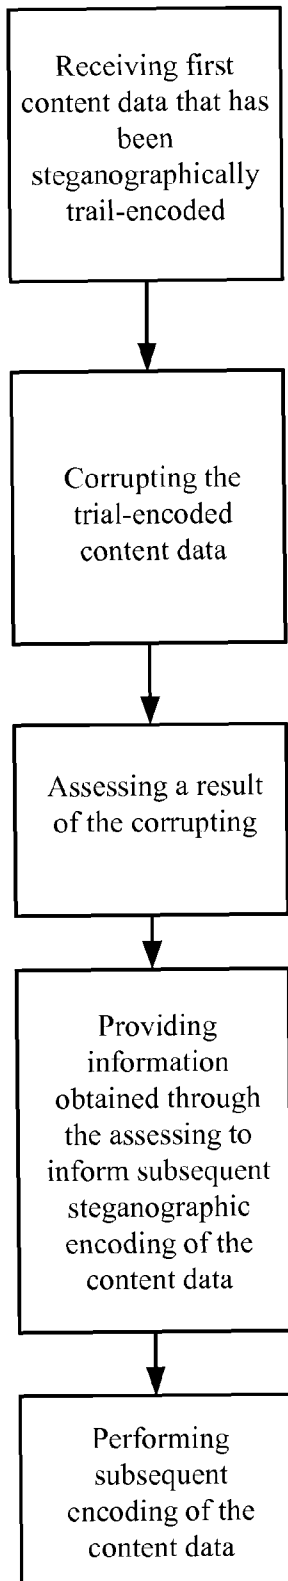 Receiving first
content data that has
been
steganographically
trail-encoded
Corrupting the
trial-encoded
content data
Assessing a result
of the corrupting
Providing
information
obtained through
the assessing to
inform subsequent
steganographic
encoding of the
content data
Performing
subsequent
encoding of the
content data